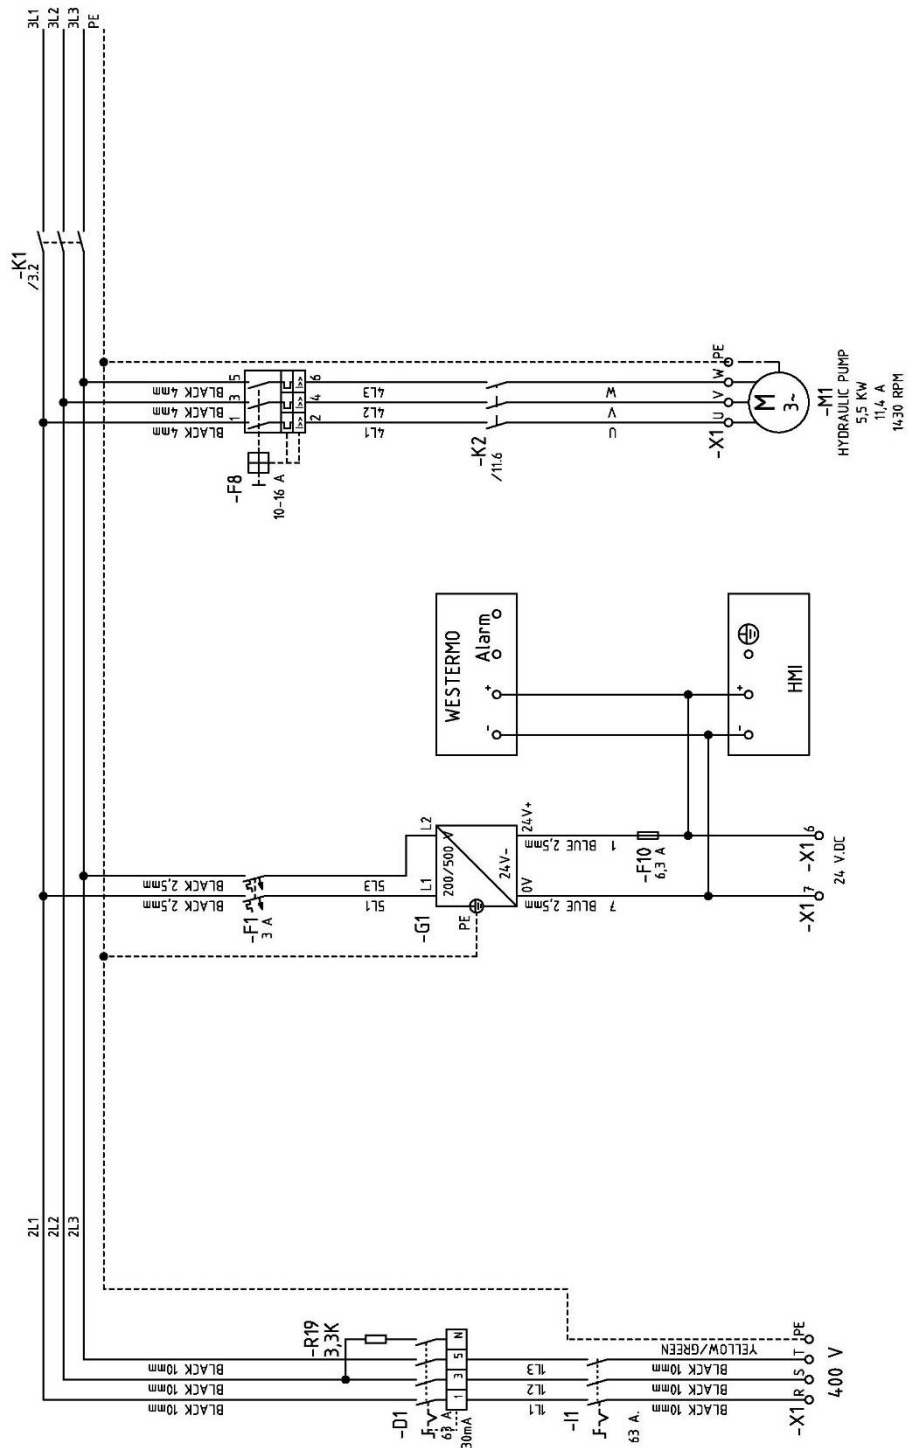 3L1
3L2
3L3
PE
-K1
/3.2
BLACK 4mm
BLACK 4mm
BLACK 4mm
1
3
5
-F8
10-16 A
2
4
6
4L1
4L2
4L3
-K2
/11.6
U
V
W
-X1
U
V
W
PE
M
3~
-M1
HYDRAULIC PUMP
5,5 KW
11,4 A
1430 RPM
WESTERMO
-
+
Alarm
-
+
HMI
BLACK 2,5mm
BLACK 2,5mm
-F1
3 A
5L1
5L3
-G1
L1
L2
200/500 V
24V-
PE
0V
24V+
7
BLUE 2,5mm
1
BLUE 2,5mm
-F10
6,3 A
-X1
7
-X1
6
24 V.DC
2L1
2L2
2L3
BLACK 10mm
BLACK 10mm
BLACK 10mm
-R19
3,3K
-D1
63 A
30mA
1
3
5
N
1L1
1L2
1L3
-I1
63 A.
BLACK 10mm
BLACK 10mm
BLACK 10mm
YELLOW/GREEN
-X1
R
S
T
PE
400 V